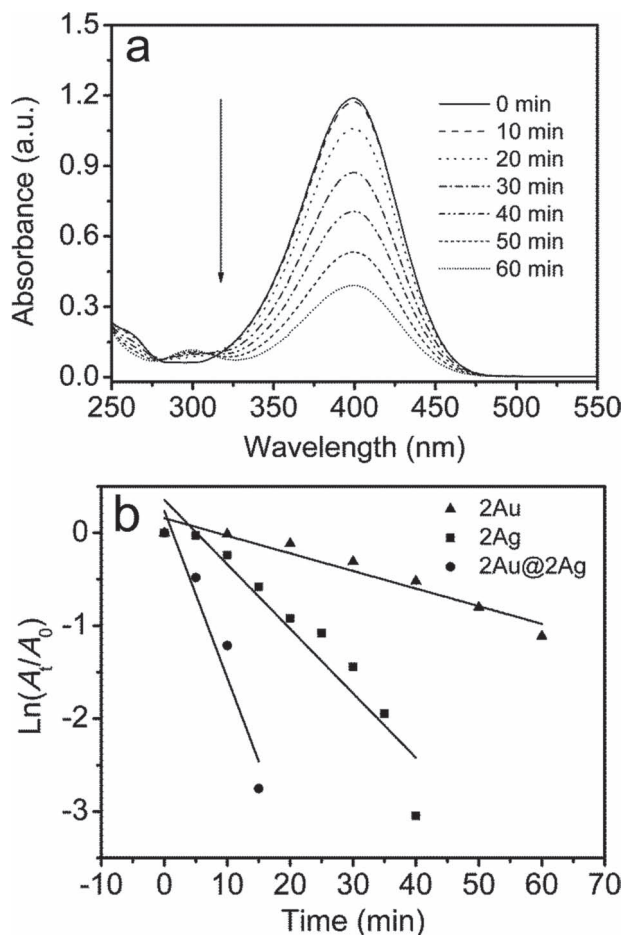 a
1.5
1.2
0.9
0.6
0.3
0.0
Absorbance (a.u.)
0 min
10 min
20 min
30 min
40 min
50 min
60 min
250 300 350 400 450 500 550
Wavelength (nm)
b
2Au
2Ag
2Au@2Ag
0
-1
-2
-3
Ln(At/A0)
-10 0 10 20 30 40 50 60 70
Time (min)